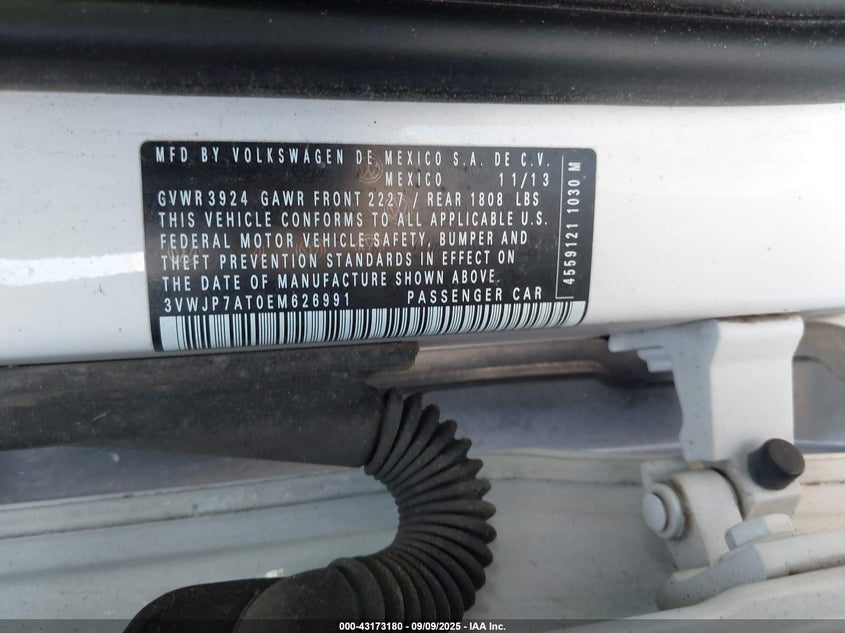 MFD BY VOLKSWAGEN DE MEXICO S.A. DE C.V.
MEXICO 11/13
GVWR 3924 GAWR FRONT 2227 / REAR 1808 LBS
THIS VEHICLE CONFORMS TO ALL APPLICABLE U.S.
FEDERAL MOTOR VEHICLE SAFETY, BUMPER AND
THEFT PREVENTION STANDARDS IN EFFECT ON
THE DATE OF MANUFACTURE SHOWN ABOVE.
3VWJP7AT0EM626991 PASSENGER CAR
4559121 1030 M
000-43173180 - 09/09/2025 - IAA, Inc.